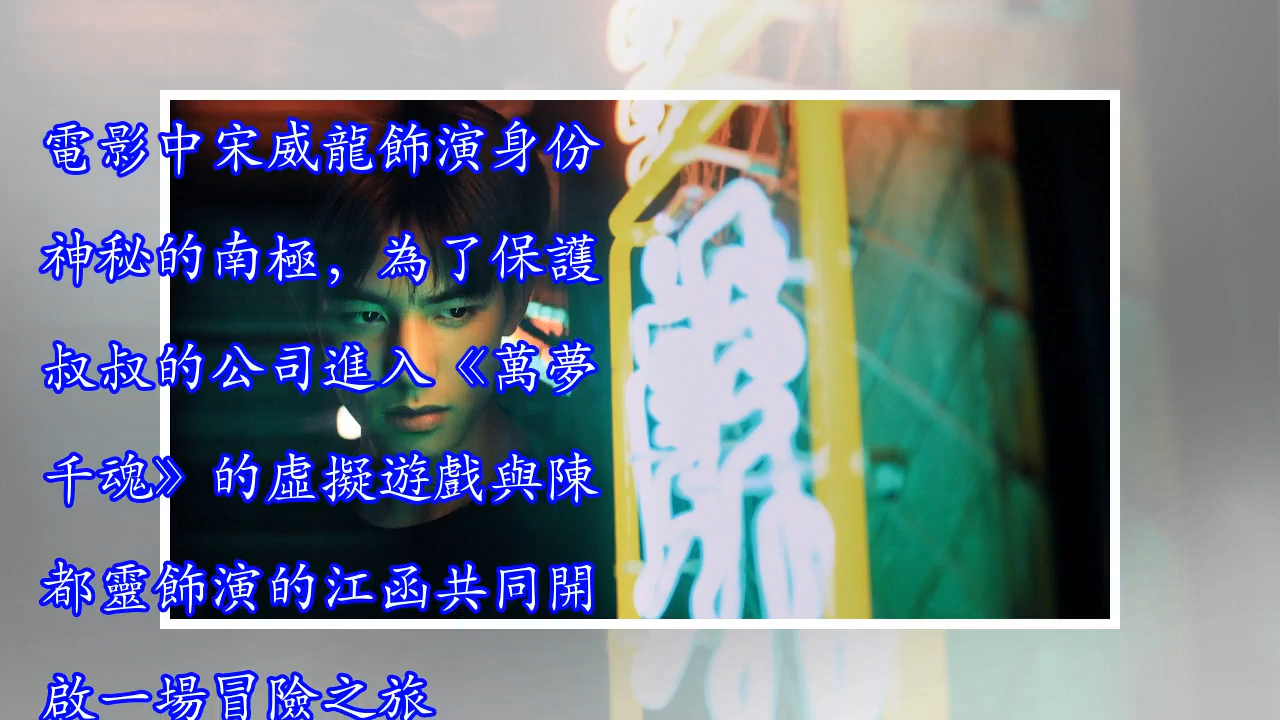 電影中宋威龍飾演身份
神秘的南極，為了保護
叔叔的公司進入《萬夢
千魂》的虛擬遊戲與陳
都靈飾演的江函共同開
啟一場冒險之旅